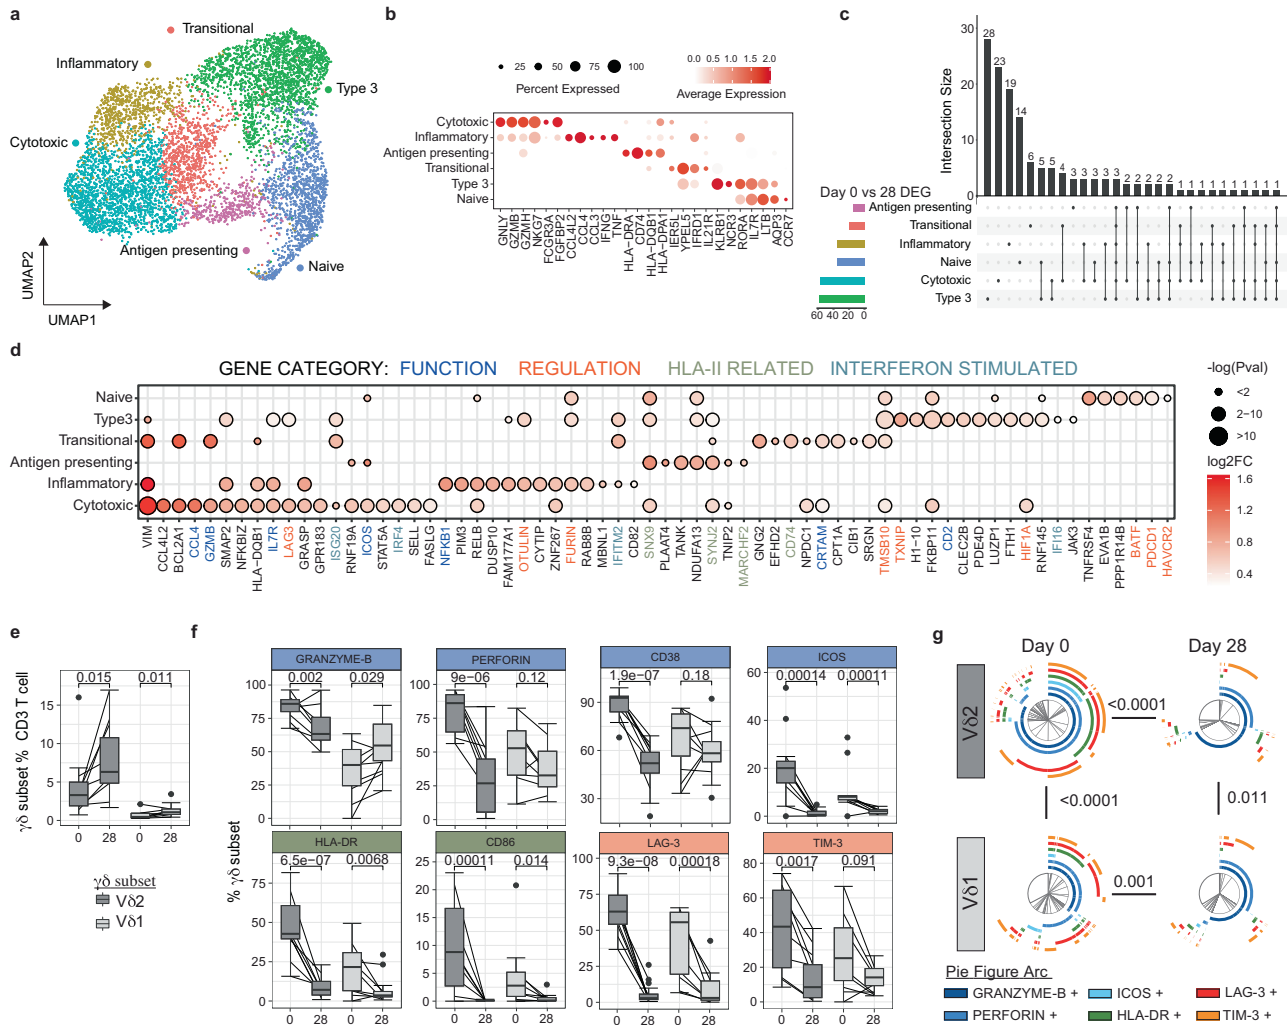 a
Transitional
Inflammatory
Type 3
Cytotoxic
Antigen presenting
Naive
UMAP2
UMAP1
b
25 50 75 100
Percent Expressed
0.0 0.5 1.0 1.5 2.0
Average Expression
Cytotoxic
Inflammatory
Antigen presenting
Transitional
Type 3
Naive
GNLY
GZMB
GZMH
NKG7
FCGR3A
FGFBP2
CCL4L2
CCL4
CCL3
IFNG
TNF
HLA-DRA
CD74
HLA-DQB1
HLA-DPA1
IER5L
YPEL5
IFRD1
IL21R
KLRB1
NCR3
RORA
IL7R
LTB
AQP3
CCR7
c
Intersection Size
30
20
10
0
28 23 19 14 6 5 5 4 3 3 3 3 3 2 2 2 2 2 1 1 1 1 1 1 1 1 1 1
Day 0 vs 28 DEG
Antigen presenting
Transitional
Inflammatory
Naive
Cytotoxic
Type 3
60 40 20 0
d
GENE CATEGORY: FUNCTION REGULATION HLA-II RELATED INTERFERON STIMULATED
Naive
Type3
Transitional
Antigen presenting
Inflammatory
Cytotoxic
VIM
CCL4L2
BCL2A1
CCL4
GZMB
NFKBIZ
SMAP2
HLA-DQB1
IL7R
LAG3
GRASP
GPR183
ISG20
RNF19A
ICOS
STAT5A
IRF4
SELL
FASLG
NFKB1
PIM3
RELB
DUSP10
FAM177A1
OTULIN
CYTIP
ZNF267
FURIN
RAB8B
MBNL1
IFITM2
CD82
SNX9
PLAAT4
TANK
NDUFA13
SYNJ2
TNIP2
MARCHF2
GNG2
EFHD2
CD74
NPDC1
CRTAM
CPT1A
CIB1
SRGN
TMSB10
TXNIP
H1-10
FKBP11
CD2
CLEC2B
PDE4D
LUZP1
FTH1
HIF1A
RNF145
IFI16
JAK3
TNFRSF4
EVA1B
PPP1R14B
BATF
PDCD1
HAVCR2
-log(Pval)
<2
2-10
>10
log2FC
1.6
1.2
0.8
0.4
e
γδ subset % CD3 T cell
0.015 0.011
15
10
5
0
0 28 0 28
γδ subset
Vδ2
Vδ1
f
% γδ subset
GRANZYME-B
0.002 0.029
100
75
50
25
0
PERFORIN
9e-06 0.12
100
75
50
25
0
CD38
1.9e-07 0.18
90
60
30
ICOS
0.00014 0.00011
60
40
20
0
HLA-DR
6.5e-07 0.0068
75
50
25
0
0 28 0 28
CD86
0.00011 0.014
25
20
15
10
5
0
0 28 0 28
LAG-3
9.3e-08 0.00018
100
75
50
25
0
0 28 0 28
TIM-3
0.0017 0.091
80
60
40
20
0
0 28 0 28
g
Day 0 Day 28
Vδ2
<0.0001
<0.0001 0.011
Vδ1
0.001
Pie Figure Arc
GRANZYME-B + ICOS + LAG-3 +
PERFORIN + HLA-DR + TIM-3 +